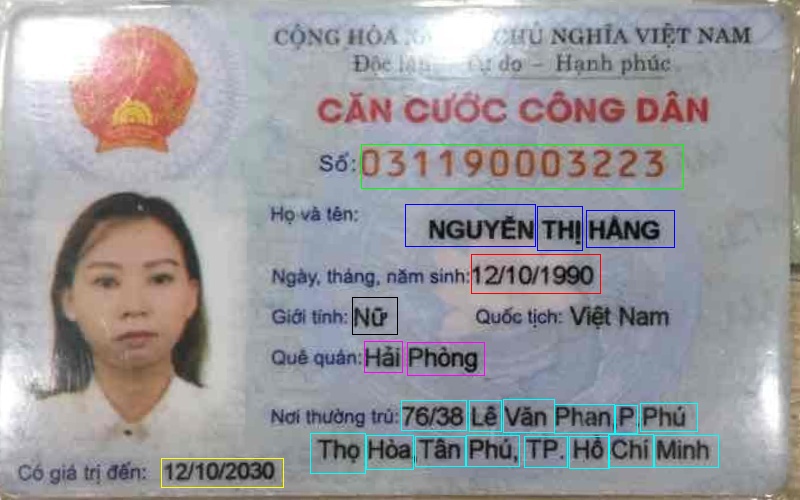 CỘNG HÒA CHỦ NGHĨA VIỆT NAM
Độc lập do - Hạnh phúc
CĂN CƯỚC CÔNG DÂN
Số: 031190003223
Họ và tên:
NGUYỄN THỊ HẰNG
Ngày, tháng, năm sinh: 12/10/1990
Giới tính: Nữ Quốc tịch: Việt Nam
Quê quán: Hải Phòng
Nơi thường trú: 76/38 Lê Văn Phan, P. Phú
Thọ Hòa, Tân Phú, TP. Hồ Chí Minh
Có giá trị đến: 12/10/2030